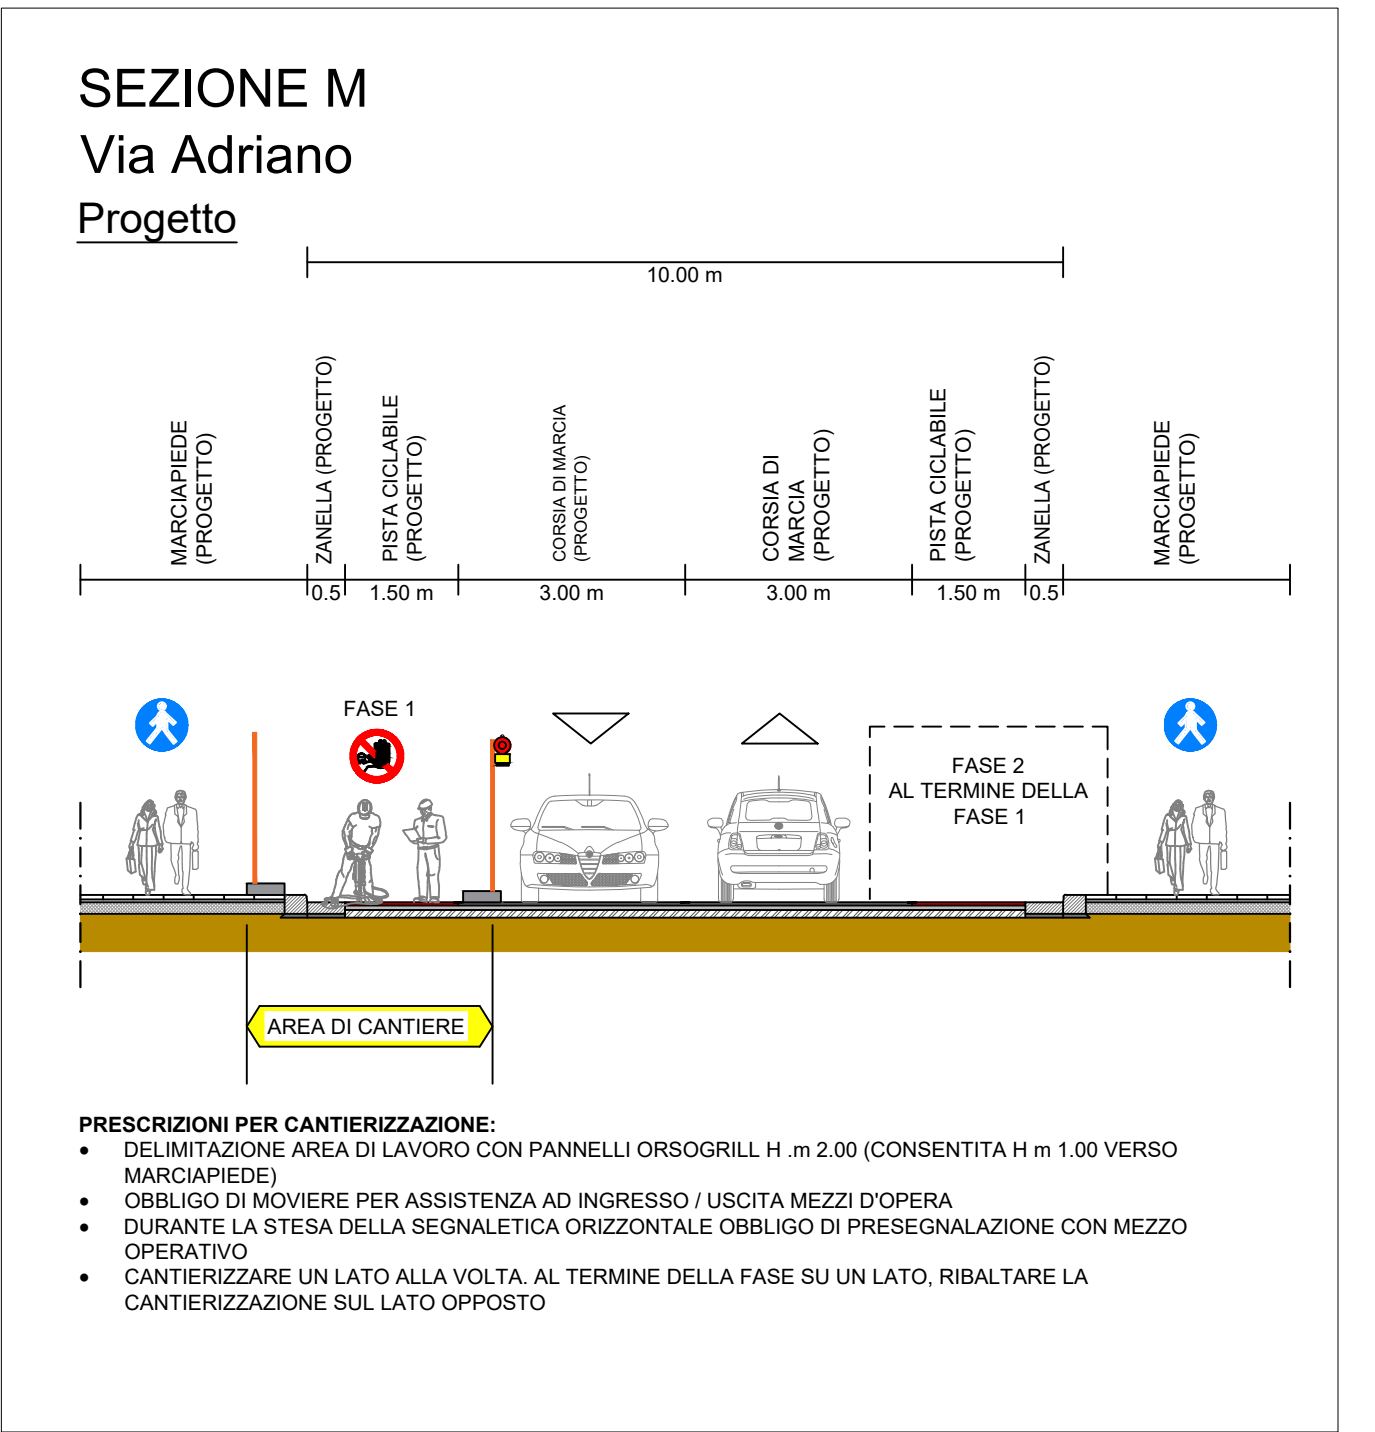 SEZIONE M
Via Adriano
Progetto
10.00 m
MARCIAPIEDE
(PROGETTO)
ZANELLA (PROGETTO)
PISTA CICLABILE
(PROGETTO)
CORSIA DI MARCIA
(PROGETTO)
CORSIA DI
MARCIA
(PROGETTO)
PISTA CICLABILE
(PROGETTO)
ZANELLA (PROGETTO)
MARCIAPIEDE
(PROGETTO)
0.5 1.50 m 3.00 m 3.00 m 1.50 m 0.5
FASE 1
FASE 2
AL TERMINE DELLA
FASE 1
AREA DI CANTIERE
PRESCRIZIONI PER CANTIERIZZAZIONE:
• DELIMITAZIONE AREA DI LAVORO CON PANNELLI ORSOGRILL H .m 2.00 (CONSENTITA H m 1.00 VERSO
MARCIAPIEDE)
• OBBLIGO DI MOVIERE PER ASSISTENZA AD INGRESSO / USCITA MEZZI D'OPERA
• DURANTE LA STESA DELLA SEGNALETICA ORIZZONTALE OBBLIGO DI PRESEGNALAZIONE CON MEZZO
OPERATIVO
• CANTIERIZZARE UN LATO ALLA VOLTA. AL TERMINE DELLA FASE SU UN LATO, RIBALTARE LA
CANTIERIZZAZIONE SUL LATO OPPOSTO